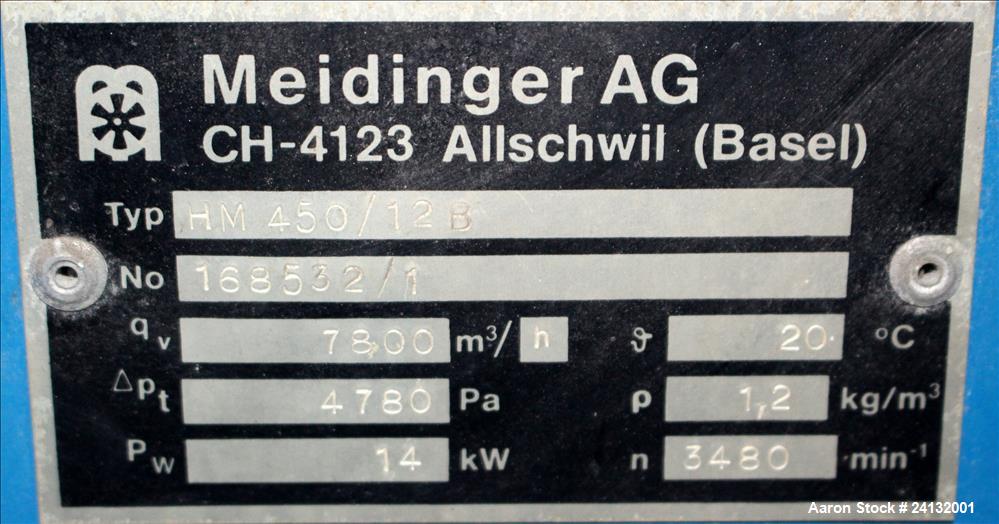 Meidinger AG
CH-4123 Allschwil (Basel)
Typ HM 450/12 B
No 168532/1
qv 7800 m³/ h ϑ 20 °C
Δpt 4780 Pa ρ 1,2 kg/m³
Pw 14 kW n 3480 min⁻¹
Aaron Stock # 24132001